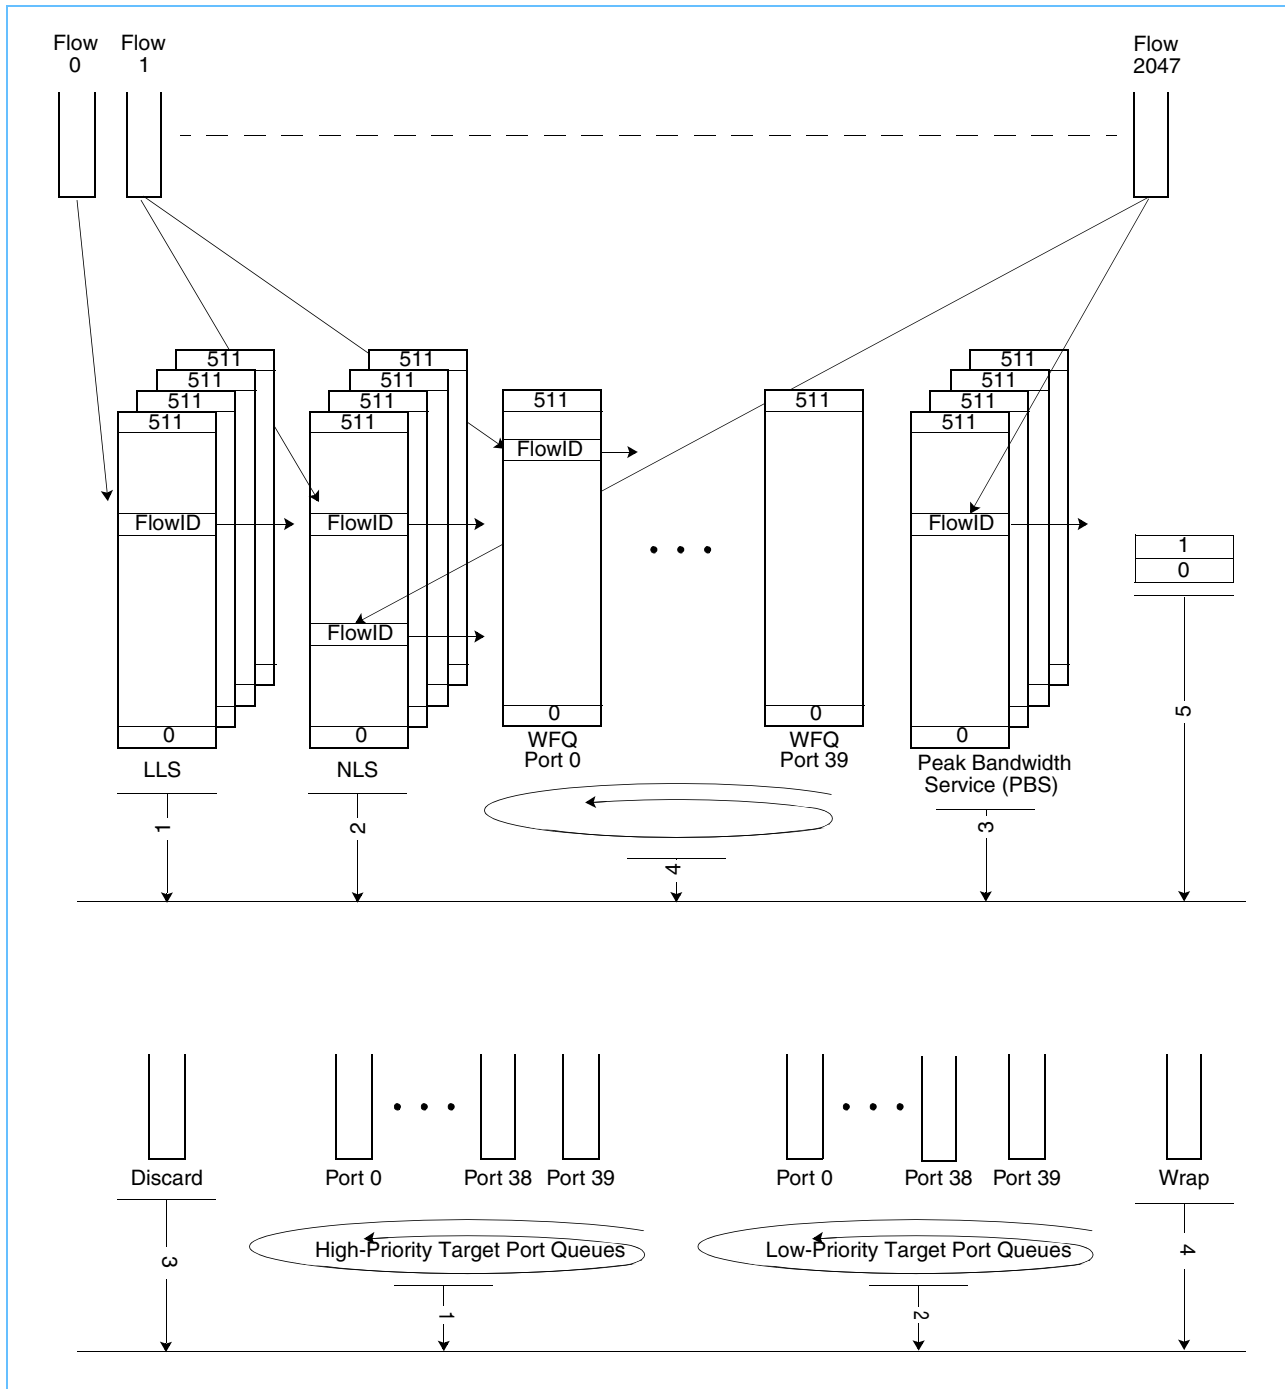 Flow
0
Flow
1
Flow
2047
511
511
511
511
FlowID
0
LLS
511
511
511
511
FlowID
FlowID
0
NLS
511
FlowID
0
WFQ
Port 0
511
0
WFQ
Port 39
511
511
511
511
FlowID
0
Peak Bandwidth
Service (PBS)
1
0
1
2
4
3
5
Discard
Port 0
Port 38
Port 39
Port 0
Port 38
Port 39
Wrap
High-Priority Target Port Queues
Low-Priority Target Port Queues
3
1
2
4